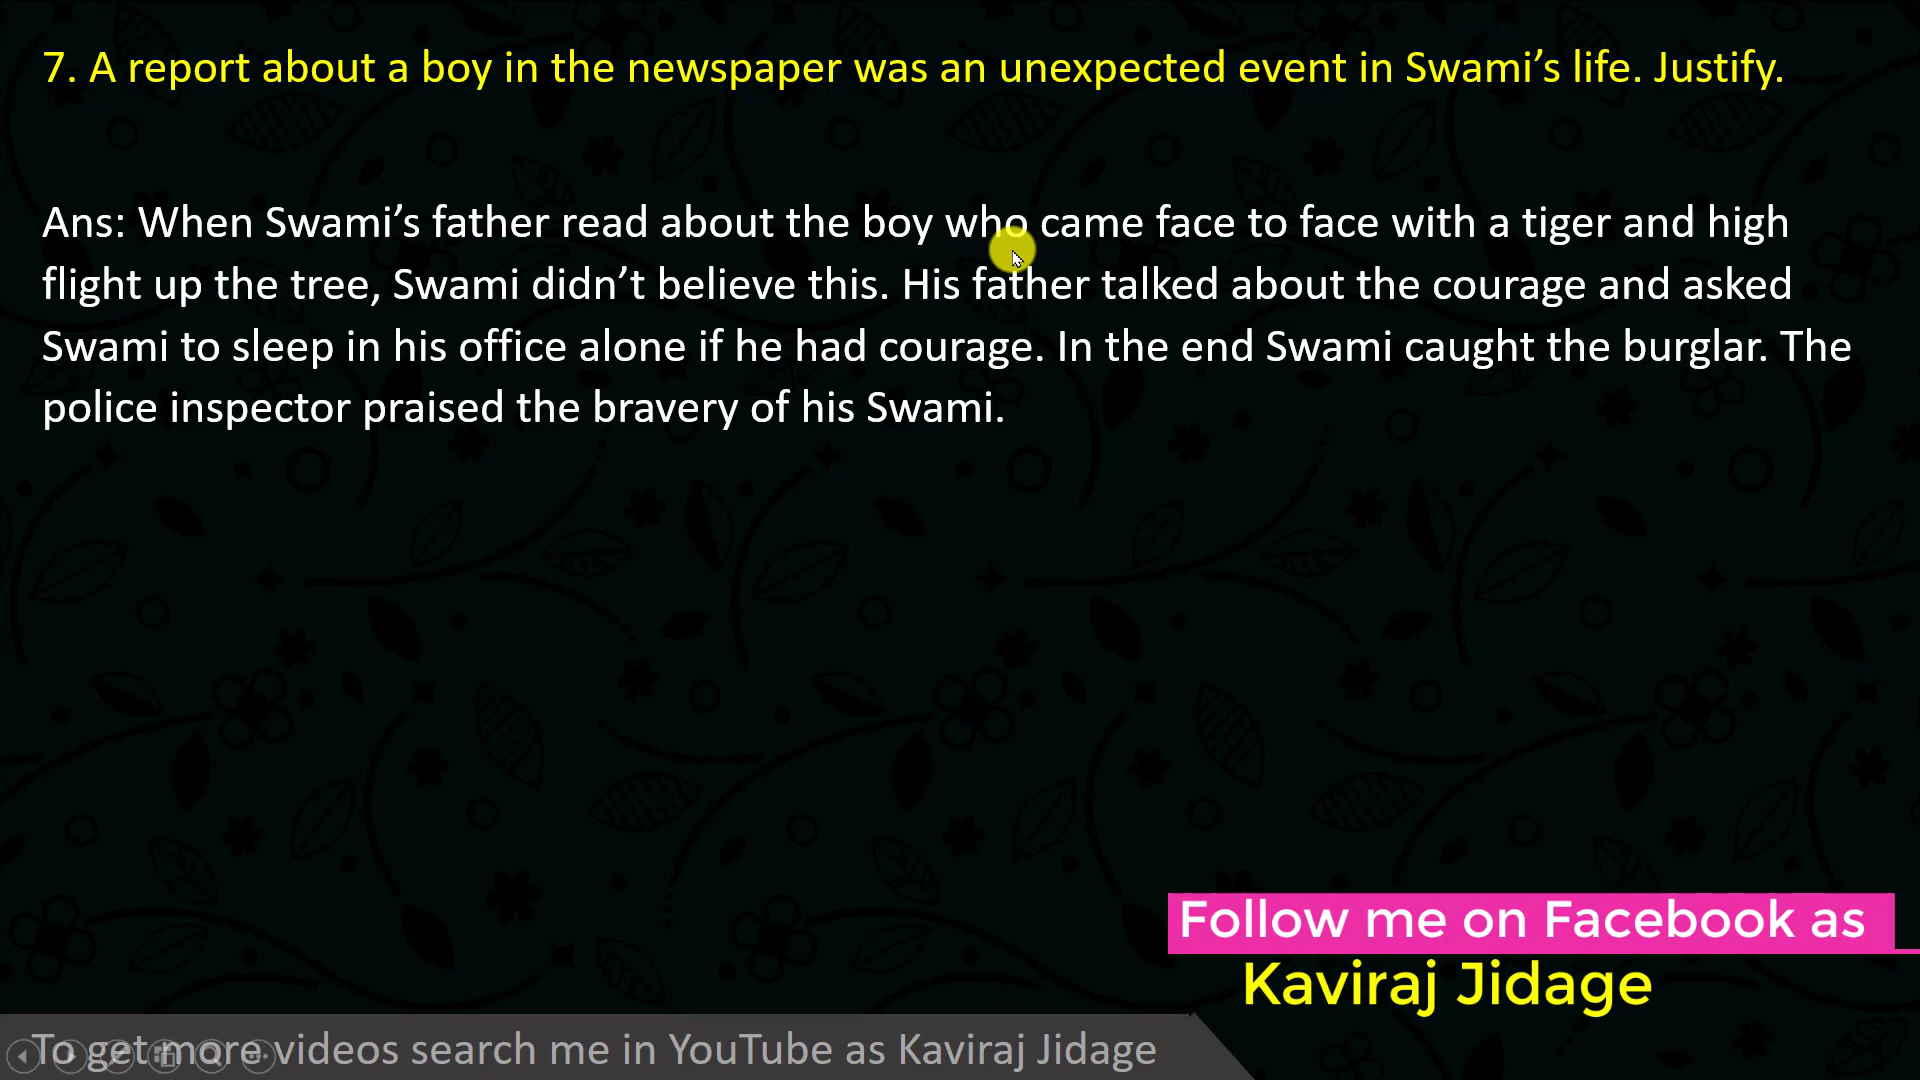 7. A report about a boy in the newspaper was an unexpected event in Swami’s life. Justify.
Ans: When Swami’s father read about the boy who came face to face with a tiger and high
flight up the tree, Swami didn’t believe this. His father talked about the courage and asked
Swami to sleep in his office alone if he had courage. In the end Swami caught the burglar. The
police inspector praised the bravery of his Swami.
Follow me on Facebook as
Kaviraj Jidage
To get more videos search me in YouTube as Kaviraj Jidage